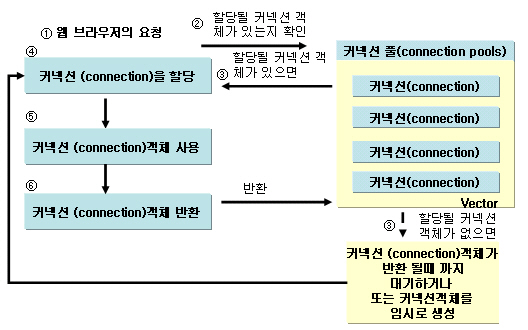 ① 웹 브라우저의 요청
② 할당될 커넥션 객
체가 있는지 확인
커넥션 풀(connection pools)
④
커넥션 (connection)을 할당
할당될 커넥션 객
③ 체가 있으면
커넥션(connection)
커넥션(connection)
커넥션(connection)
커넥션(connection)
Vector
⑤
커넥션 (connection)객체 사용
⑥
커넥션 (connection)객체 반환
반환
③ 할당될 커넥션
객체가 없으면
커넥션 (connection)객체가
반환 될때 까지
대기하거나
또는 커넥션객체를
임시로 생성